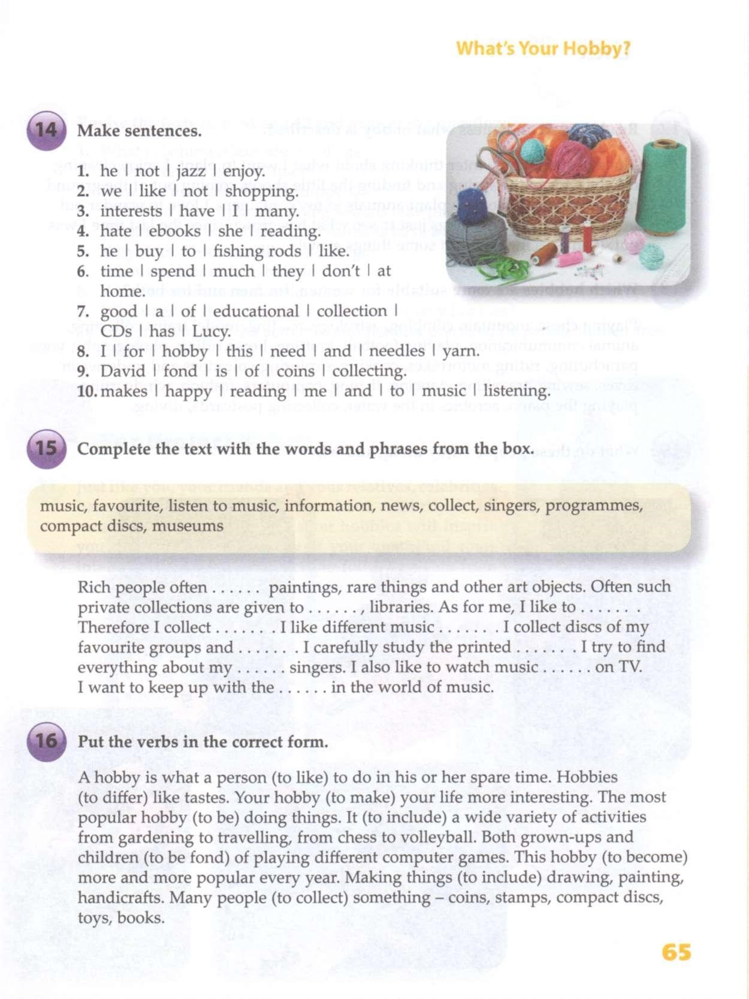 What's Your Hobby?
14 Make sentences.
1. he | not | jazz | enjoy.
2. we | like | not | shopping.
3. interests | have | I | many.
4. hate | ebooks | she | reading.
5. he | buy | to | fishing rods | like.
6. time | spend | much | they | don't | at
home.
7. good | a | of | educational | collection |
CDs | has | Lucy.
8. I | for | hobby | this | need | and | needles | yarn.
9. David | fond | is | of | coins | collecting.
10. makes | happy | reading | me | and | to | music | listening.
15 Complete the text with the words and phrases from the box.
music, favourite, listen to music, information, news, collect, singers, programmes,
compact discs, museums
Rich people often . . . . . . paintings, rare things and other art objects. Often such
private collections are given to . . . . . . , libraries. As for me, I like to . . . . . . .
Therefore I collect . . . . . . . I like different music . . . . . . . I collect discs of my
favourite groups and . . . . . . . I carefully study the printed . . . . . . . I try to find
everything about my . . . . . . singers. I also like to watch music . . . . . . on TV.
I want to keep up with the . . . . . . in the world of music.
16 Put the verbs in the correct form.
A hobby is what a person (to like) to do in his or her spare time. Hobbies
(to differ) like tastes. Your hobby (to make) your life more interesting. The most
popular hobby (to be) doing things. It (to include) a wide variety of activities
from gardening to travelling, from chess to volleyball. Both grown-ups and
children (to be fond) of playing different computer games. This hobby (to become)
more and more popular every year. Making things (to include) drawing, painting,
handicrafts. Many people (to collect) something – coins, stamps, compact discs,
toys, books.
65